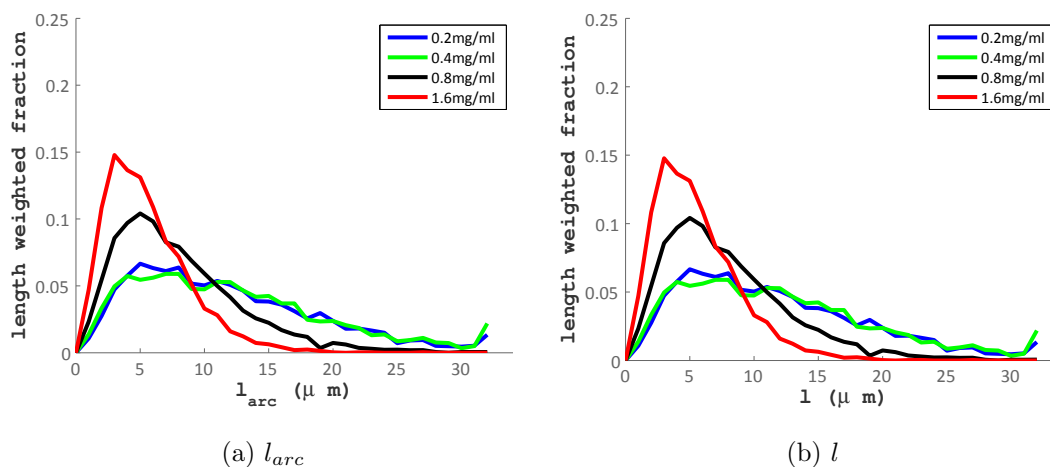 length weighted fraction
0.25
0.2
0.15
0.1
0.05
0
0 5 10 15 20 25 30
l_arc (μ m)
0.2mg/ml
0.4mg/ml
0.8mg/ml
1.6mg/ml
(a) l_arc
length weighted fraction
0.25
0.2
0.15
0.1
0.05
0
0 5 10 15 20 25 30
l (μ m)
0.2mg/ml
0.4mg/ml
0.8mg/ml
1.6mg/ml
(b) l